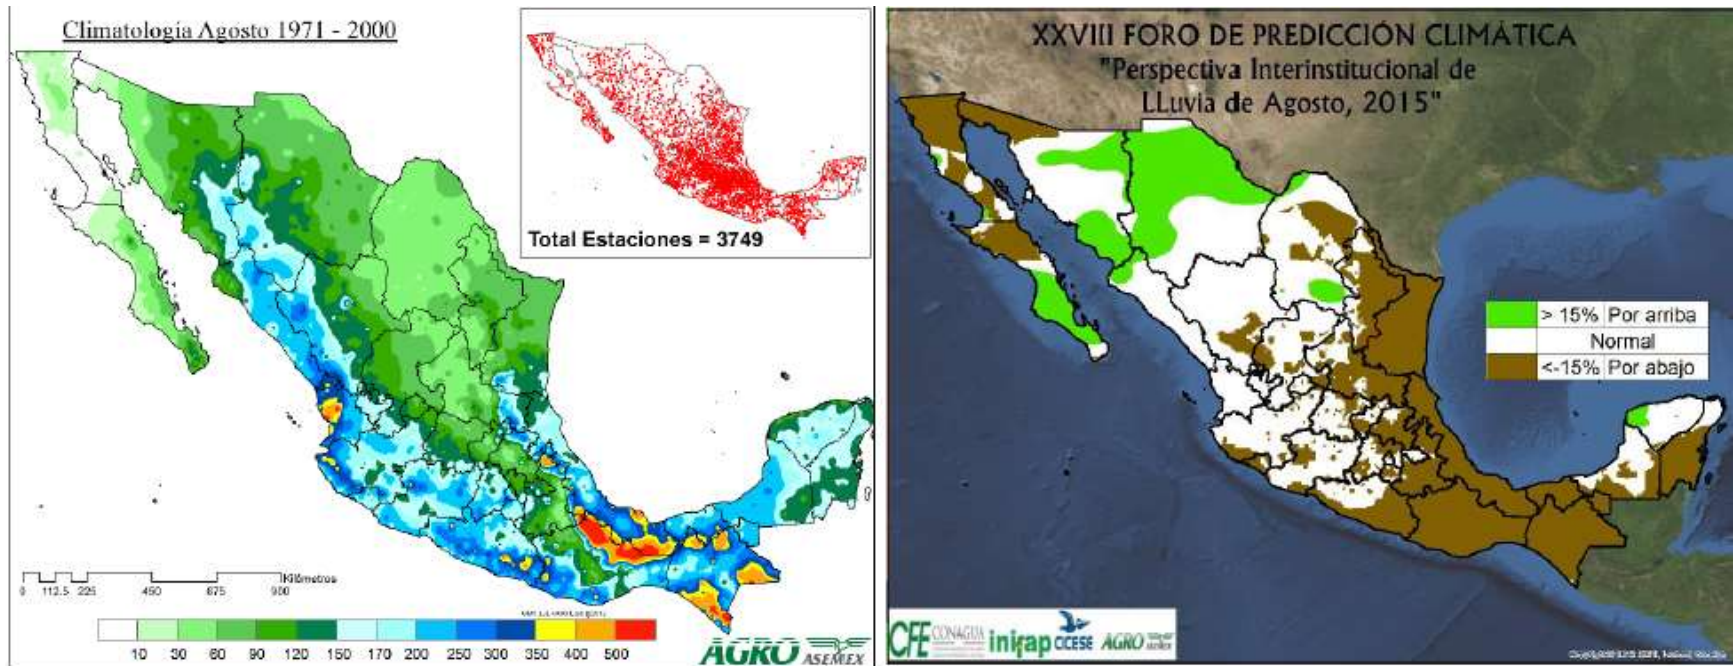 Climatología Agosto 1971 - 2000
Total Estaciones = 3749
Kilómetros
0 112.5 225 450 675 900
10 30 60 90 120 150 170 200 250 300 350 400 500
AGRO ASEMEX
XXVIII FORO DE PREDICCIÓN CLIMÁTICA
"Perspectiva Interinstitucional de
LLuvia de Agosto, 2015"
> 15% Por arriba
Normal
<-15% Por abajo
CFE CONAGUA inifap CICESE AGRO